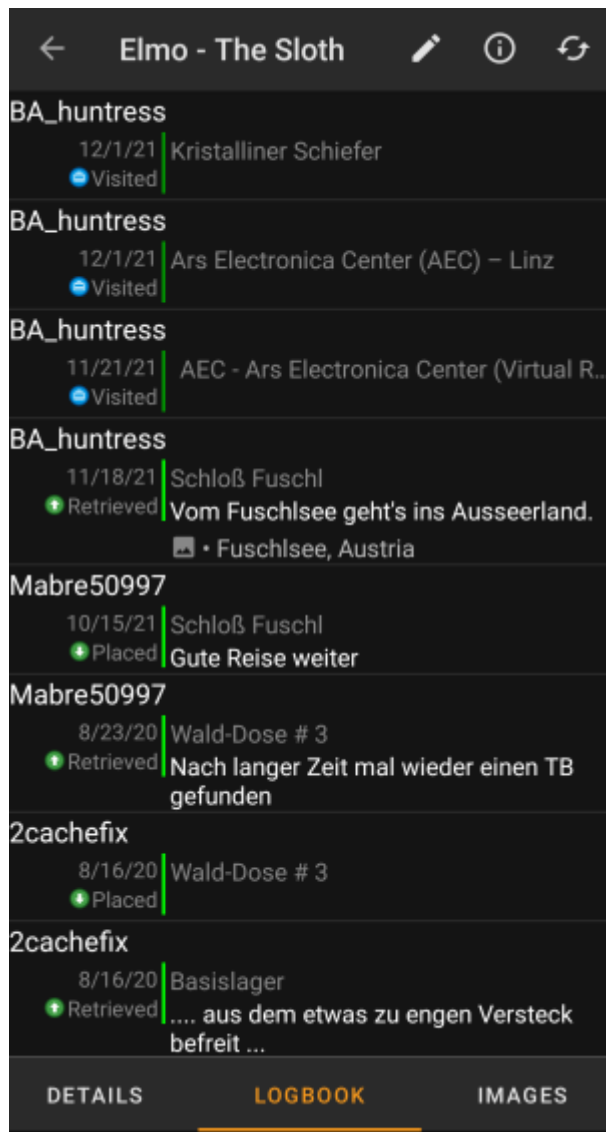 Elmo - The Sloth
BA_huntress
12/1/21 Kristalliner Schiefer
Visited
BA_huntress
12/1/21 Ars Electronica Center (AEC) – Linz
Visited
BA_huntress
11/21/21 AEC - Ars Electronica Center (Virtual R..
Visited
BA_huntress
11/18/21 Schloß Fuschl
Retrieved Vom Fuschlsee geht's ins Ausseerland.
• Fuschlsee, Austria
Mabre50997
10/15/21 Schloß Fuschl
Placed Gute Reise weiter
Mabre50997
8/23/20 Wald-Dose # 3
Retrieved Nach langer Zeit mal wieder einen TB
gefunden
2cachefix
8/16/20 Wald-Dose # 3
Placed
2cachefix
8/16/20 Basislager
Retrieved .... aus dem etwas zu engen Versteck
befreit ...
DETAILS LOGBOOK IMAGES